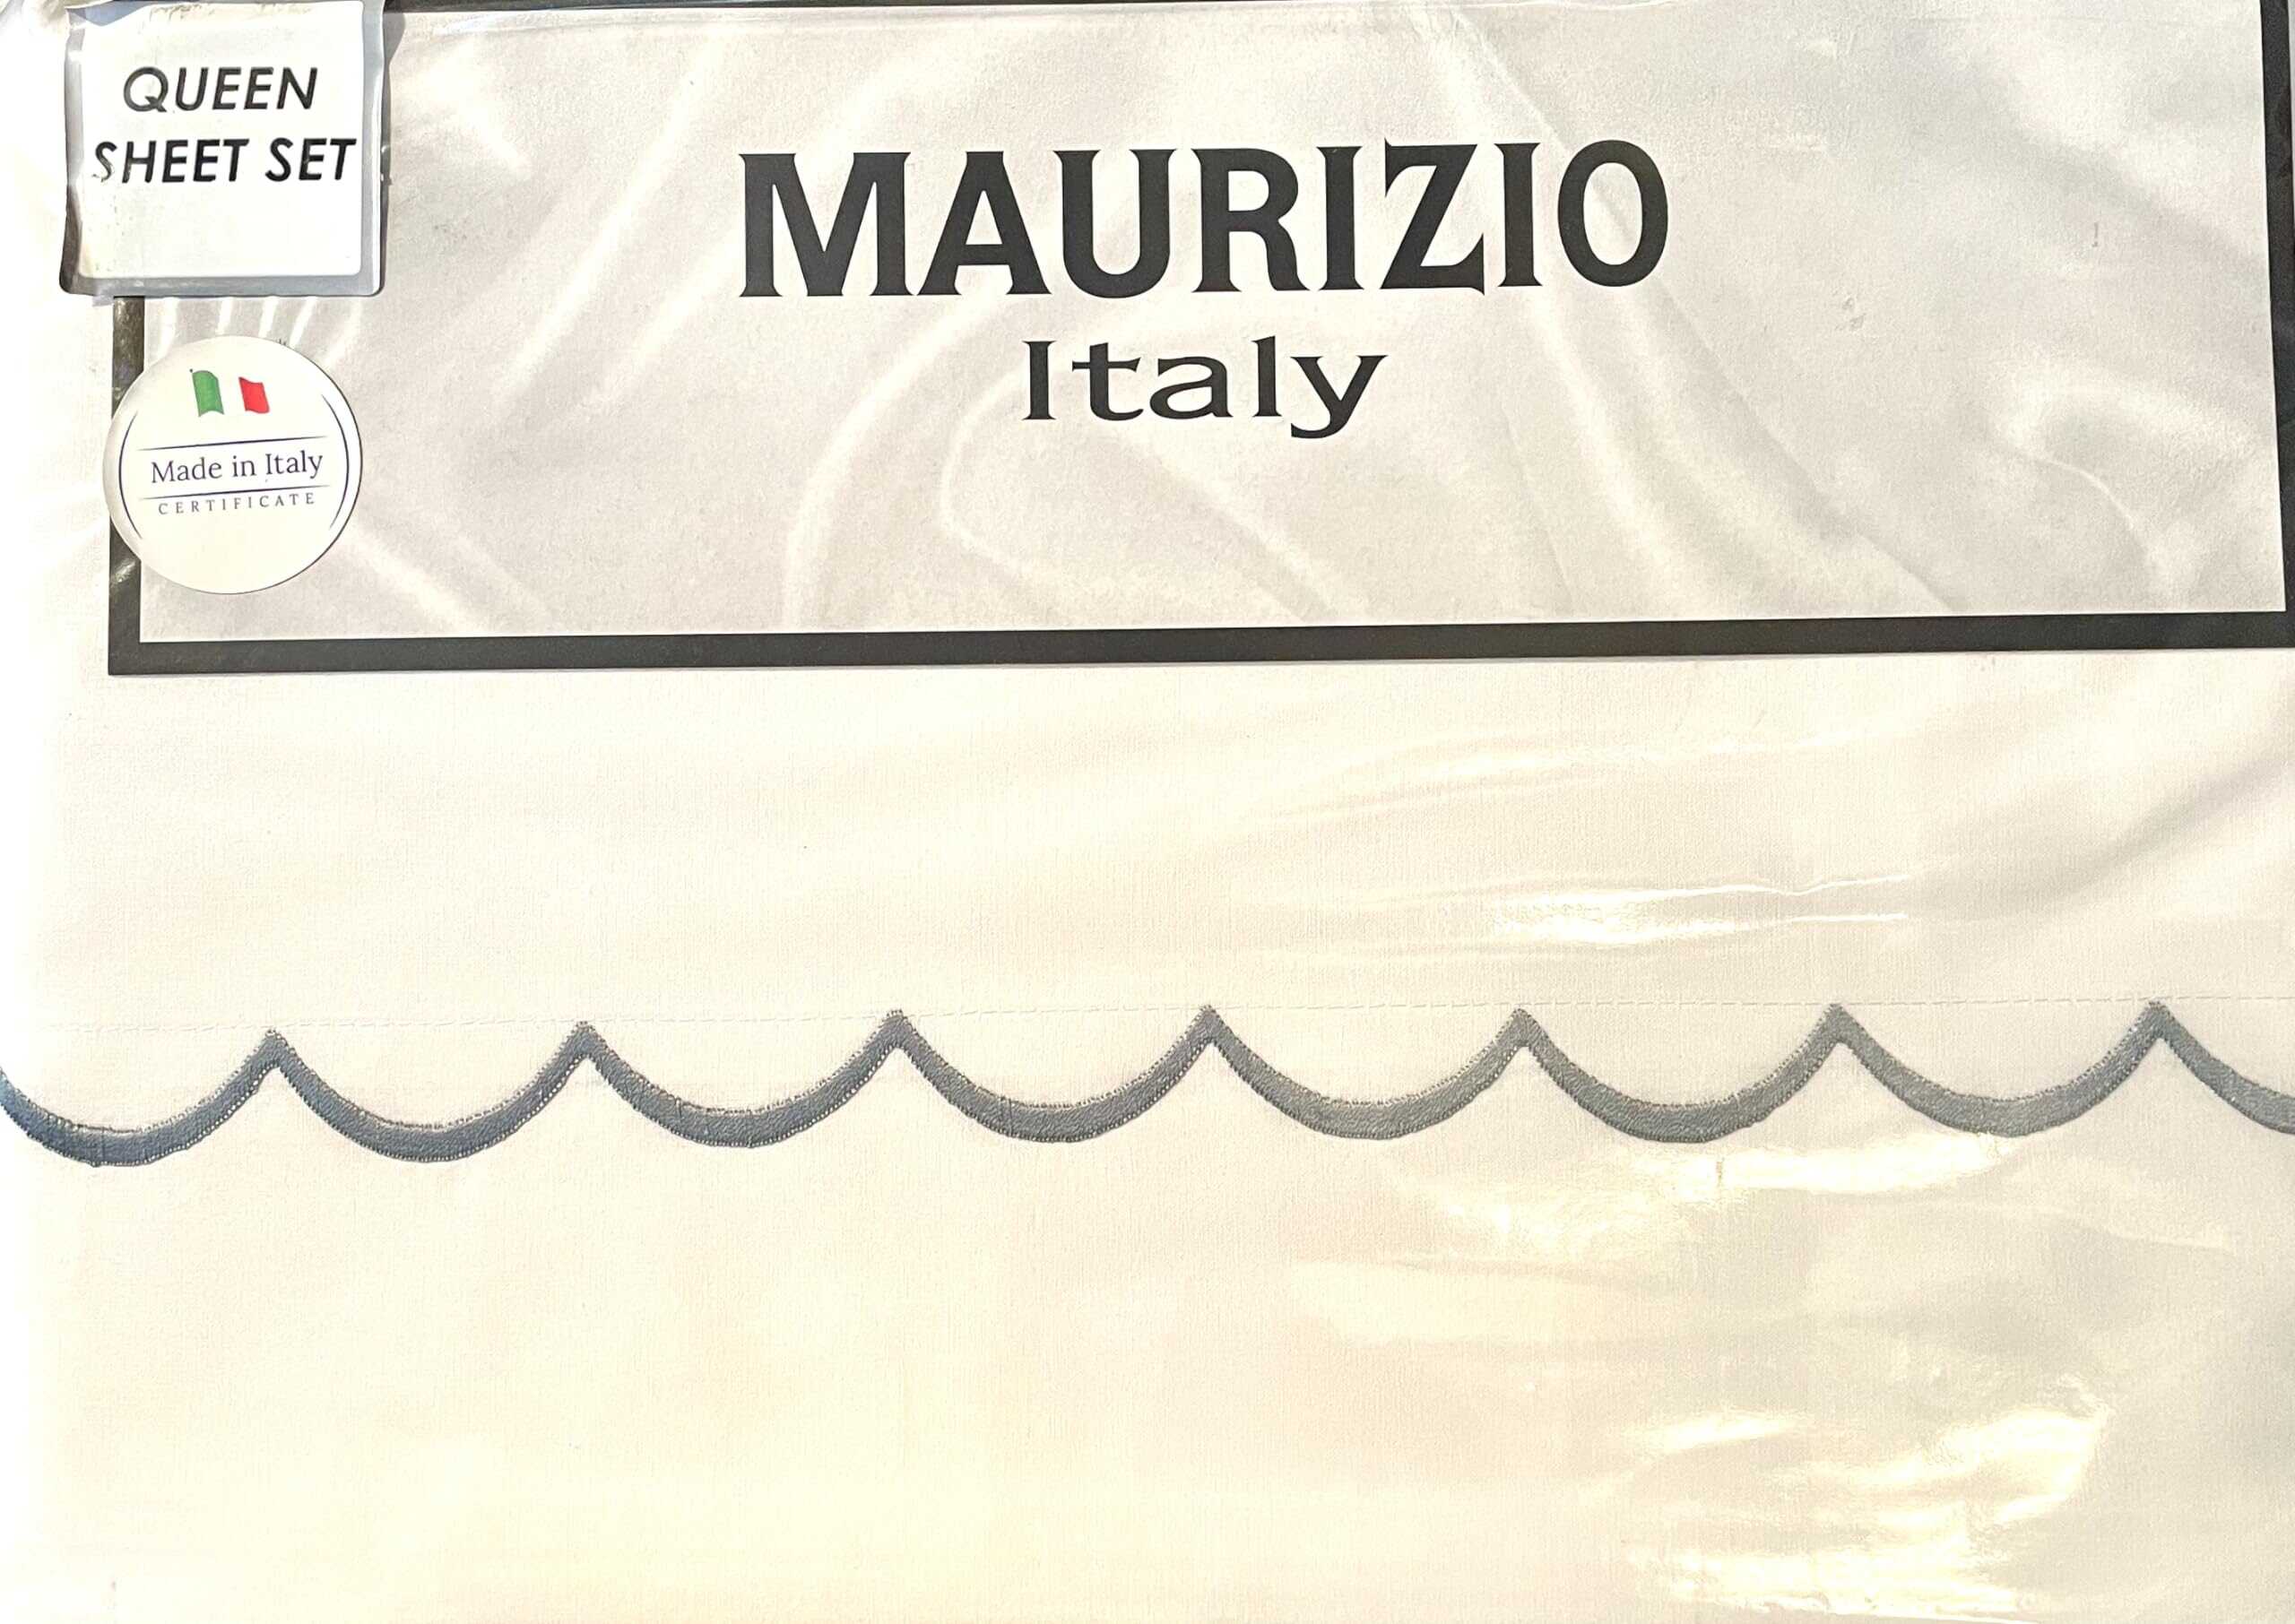 QUEEN
SHEET SET
MAURIZIO
Italy
Made in Italy
CERTIFICATE